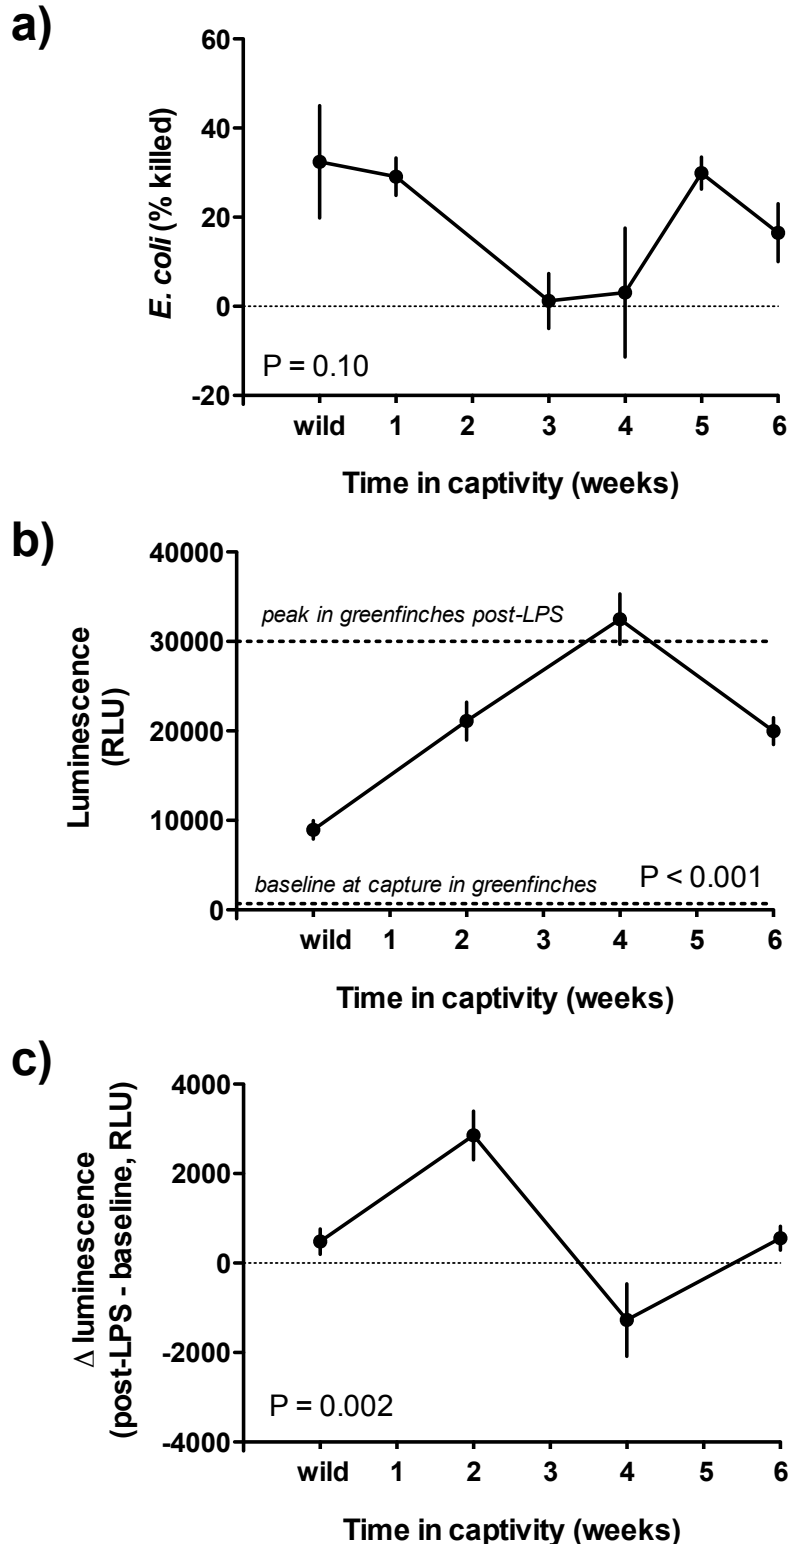 a)
E. coli (% killed)
60
40
20
0
-20
P = 0.10
wild 1 2 3 4 5 6
Time in captivity (weeks)
b)
Luminescence
(RLU)
40000
30000
20000
10000
0
peak in greenfinches post-LPS
baseline at capture in greenfinches
P < 0.001
wild 1 2 3 4 5 6
Time in captivity (weeks)
c)
Δ luminescence
(post-LPS - baseline, RLU)
4000
2000
0
-2000
-4000
P = 0.002
wild 1 2 3 4 5 6
Time in captivity (weeks)